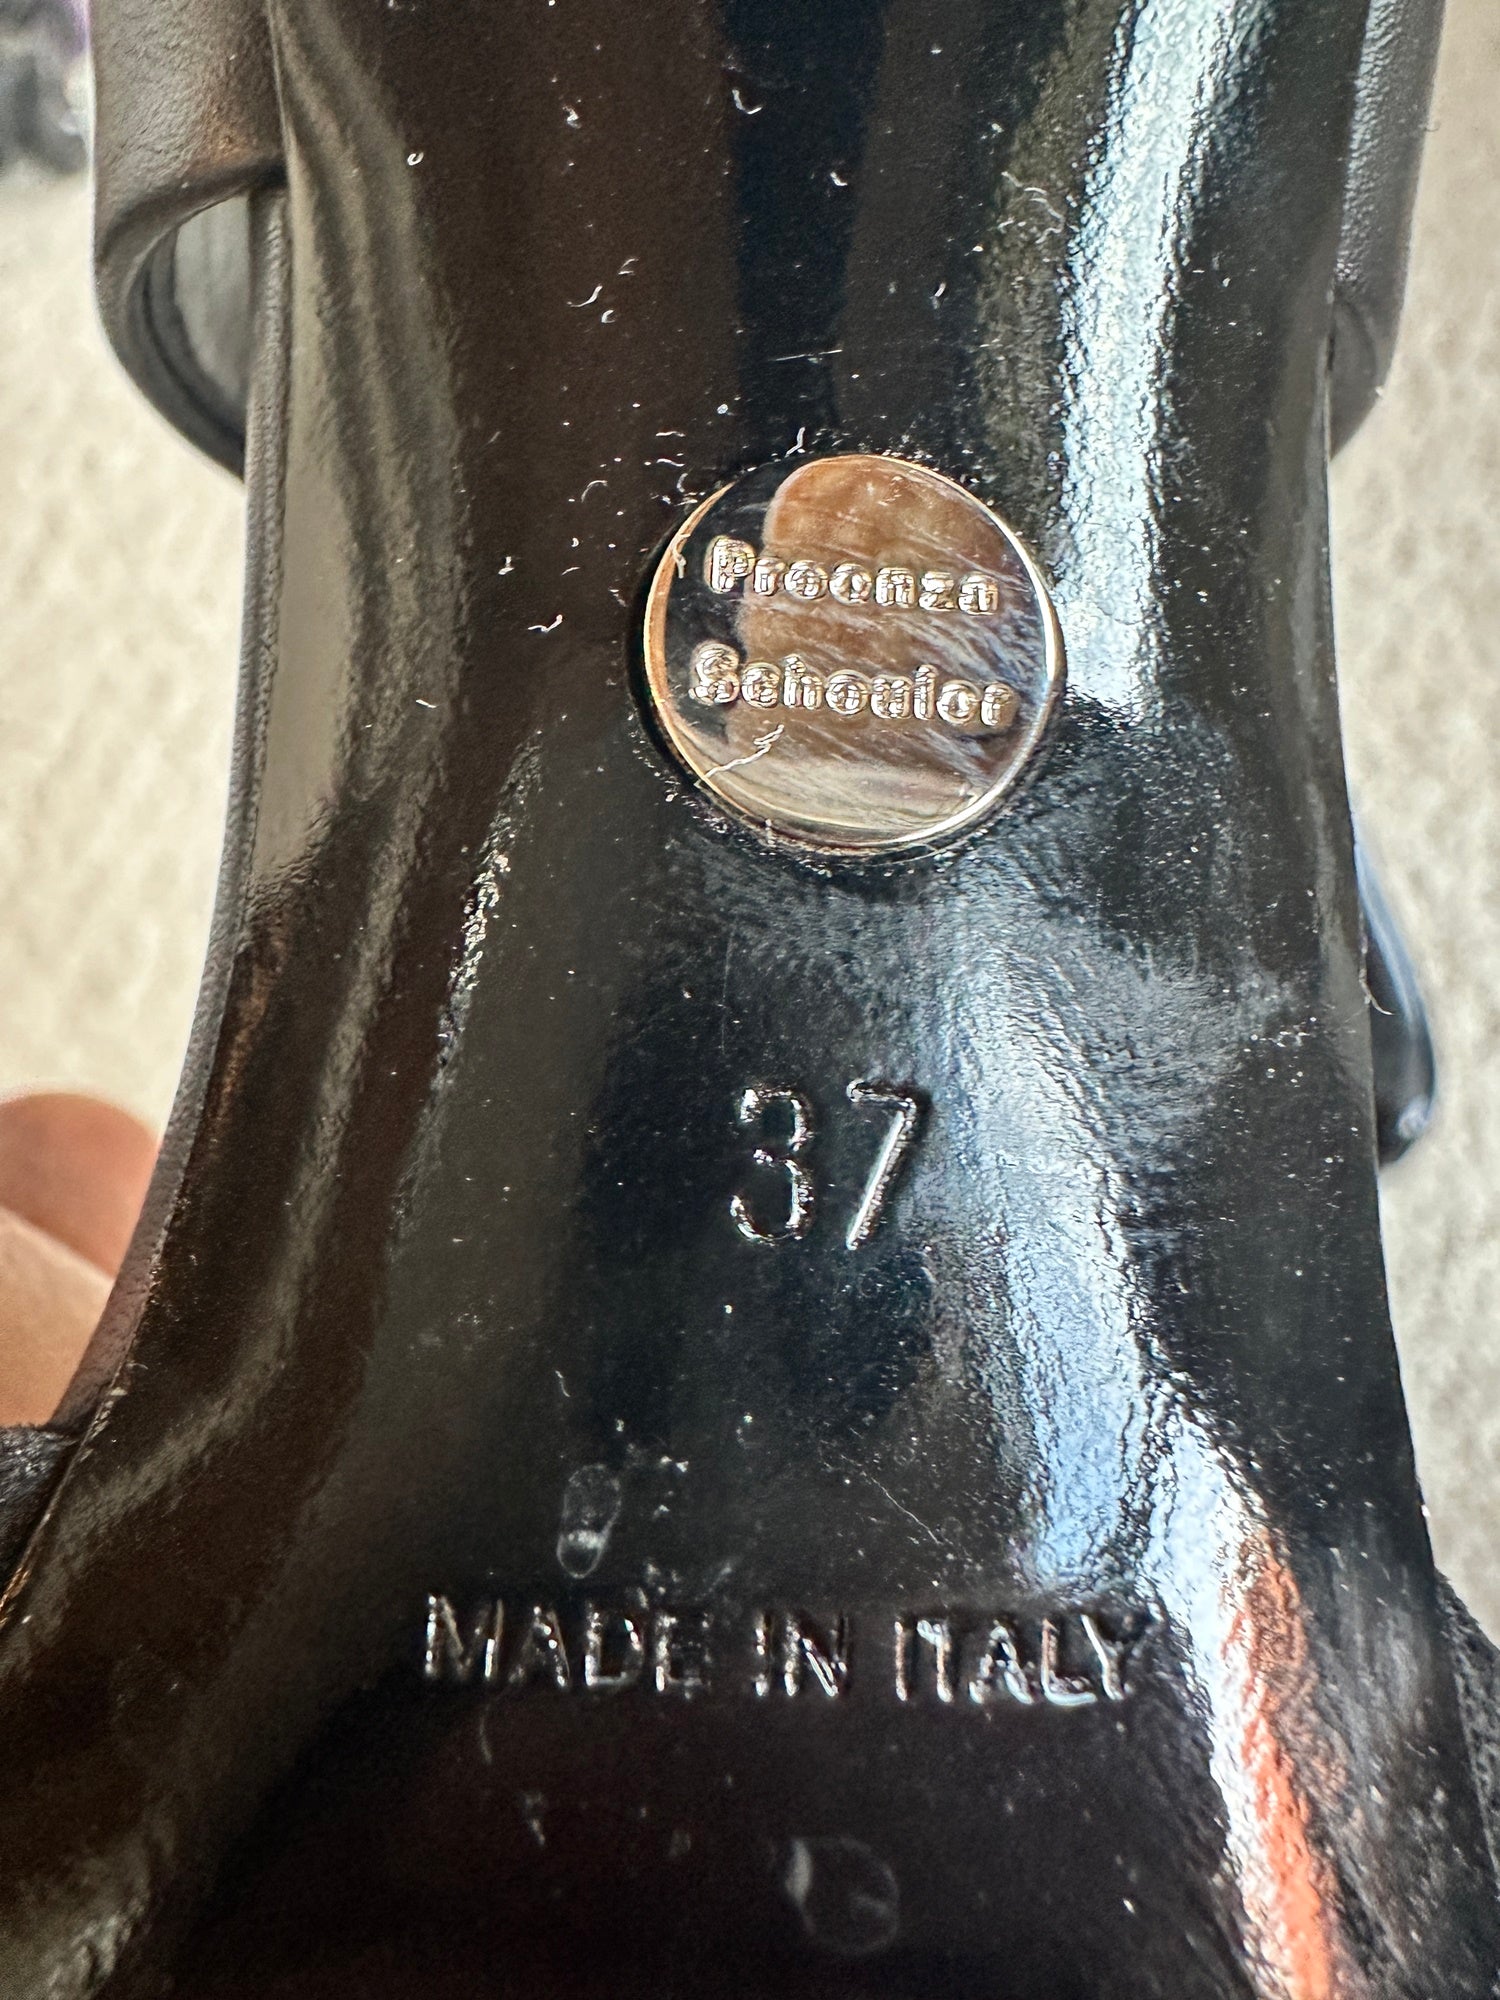 Proenza
Schouler
37
MADE IN ITALY